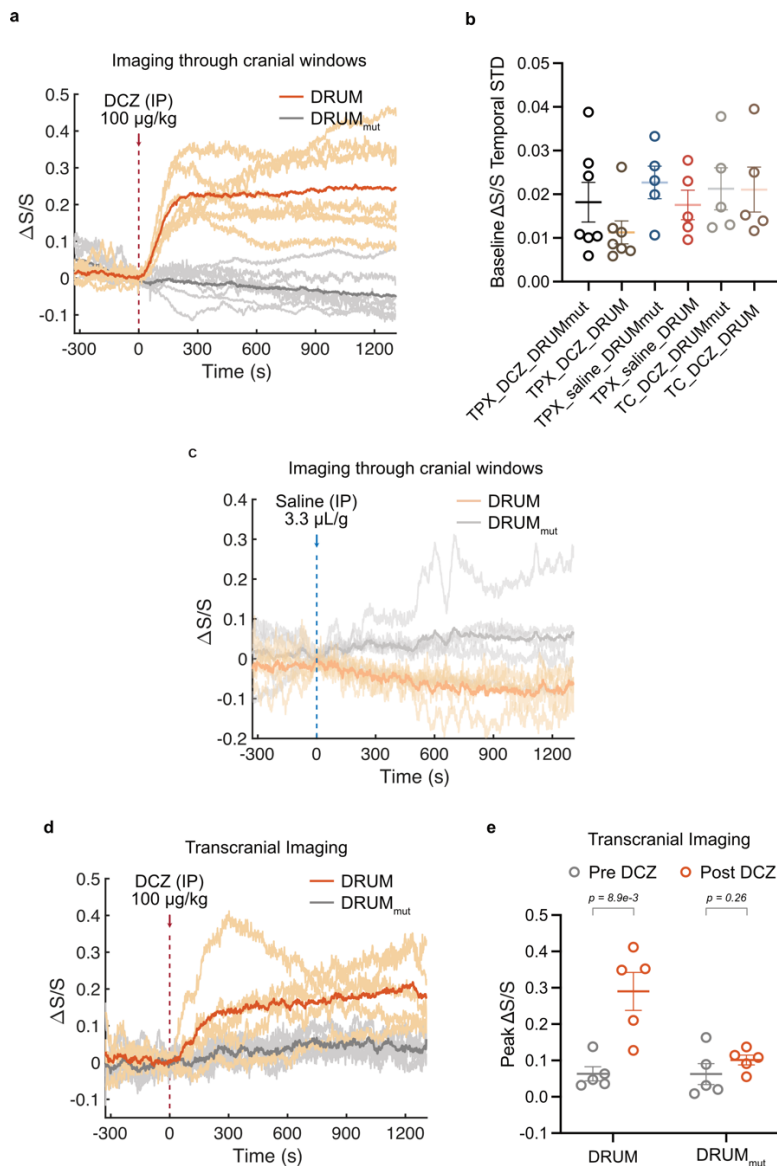 a
Imaging through cranial windows
DCZ (IP)
100 µg/kg
DRUM
DRUMmut
ΔS/S
0.5
0.4
0.3
0.2
0.1
0
-0.1
-300 0 300 600 900 1200
Time (s)
b
Baseline ΔS/S Temporal STD
0.05
0.04
0.03
0.02
0.01
0.00
TPX_DCZ_DRUMmut
TPX_DCZ_DRUM
TPX_saline_DRUMmut
TPX_saline_DRUM
TC_DCZ_DRUMmut
TC_DCZ_DRUM
c
Imaging through cranial windows
Saline (IP)
3.3 µL/g
DRUM
DRUMmut
ΔS/S
0.4
0.3
0.2
0.1
0
-0.1
-0.2
-300 0 300 600 900 1200
Time (s)
d
Transcranial Imaging
DCZ (IP)
100 µg/kg
DRUM
DRUMmut
ΔS/S
0.5
0.4
0.3
0.2
0.1
0
-0.1
-300 0 300 600 900 1200
Time (s)
e
Transcranial Imaging
Pre DCZ Post DCZ
p = 8.9e-3 p = 0.26
Peak ΔS/S
0.5
0.4
0.3
0.2
0.1
0.0
-0.1
DRUM DRUMmut